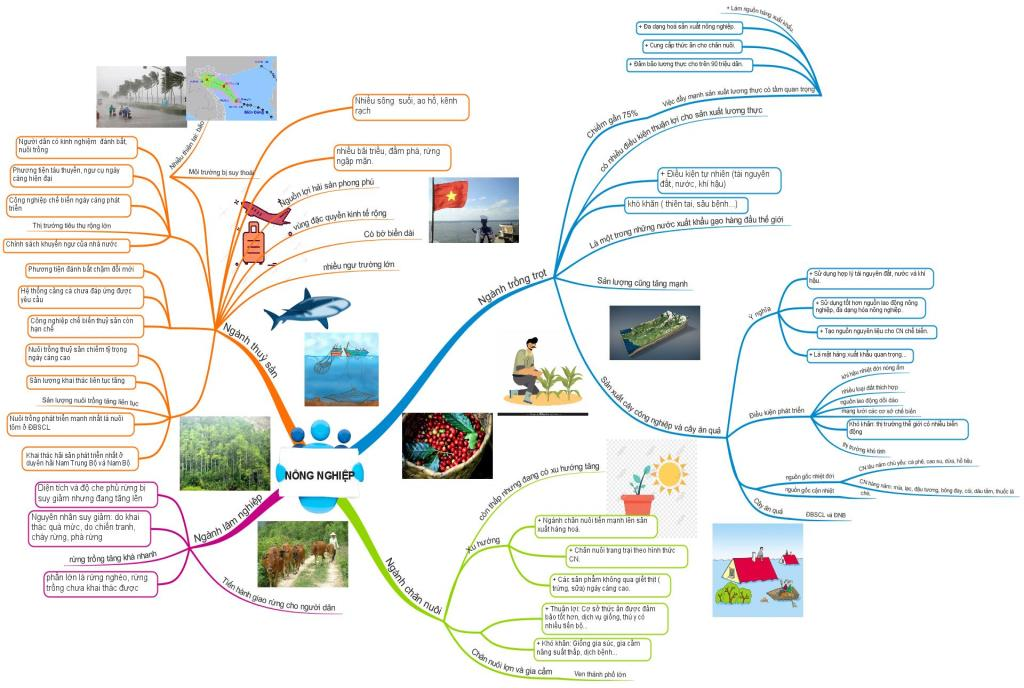 NÔNG NGHIỆP
Ngành trồng trọt
+ Làm nguồn hàng xuất khẩu.
+ Đa dạng hoá sản xuất nông nghiệp.
+ Cung cấp thức ăn cho chăn nuôi.
+ Đảm bảo lương thực cho trên 90 triệu dân.
Việc đẩy mạnh sản xuất lương thực có tầm quan trọng
Chiếm gần 75%
có nhiều điều kiện thuận lợi cho sản xuất lương thực
+ Điều kiện tự nhiên (tài nguyên
đất, nước, khí hậu)
khó khăn ( thiên tai, sâu bệnh...)
Là một trong những nước xuất khẩu gạo hàng đầu thế giới
Sản lượng cũng tăng mạnh
Sản xuất cây công nghiệp và cây ăn quả
Ý nghĩa
+ Sử dụng hợp lý tài nguyên đất, nước và khí
hậu.
+ Sử dụng tốt hơn nguồn lao động nông
nghiệp, đa dạng hóa nông nghiệp.
+ Tạo nguồn nguyên liệu cho CN chế biến.
+ Là mặt hàng xuất khẩu quan trọng...
Điều kiện phát triển
khí hậu nhiệt đới nóng ẩm
nhiều loại đất thích hợp
nguồn lao động dồi dào
mạng lưới các cơ sở chế biến
Khó khăn: thị trường thế giới có nhiều biến
động
thị trường khó tính
nguồn gốc nhiệt đới
CN lâu năm chủ yếu: cà phê, cao su, dừa, hồ tiêu
CN hàng năm: mía, lạc, đậu tương, bông đay, cói, dâu tằm, thuốc lá
nguồn gốc cận nhiệt
chè,
Cây ăn quả
ĐBSCL và ĐNB
Ngành chăn nuôi
còn thấp nhưng đang có xu hướng tăng
Xu hướng
+ Ngành chăn nuôi tiến mạnh lên sản
xuất hàng hoá.
+ Chăn nuôi trang trại theo hình thức
CN.
+ Các sản phẩm không qua giết thịt (
trứng, sữa) ngày càng cao.
+ Thuận lợi: Cơ sở thức ăn được đảm
bảo tốt hơn, dịch vụ giống, thú y có
nhiều tiến bộ...
+ Khó khăn: Giống gia súc, gia cầm
năng suất thấp, dịch bệnh...
Chăn nuôi lợn và gia cầm
Ven thành phố lớn
Ngành thuỷ sản
Nhiều sông suối, ao hồ, kênh
rạch
nhiều bãi triều, đầm phá, rừng
ngập mặn.
Nguồn lợi hải sản phong phú
vùng đặc quyền kinh tế rộng
Có bờ biển dài
nhiều ngư trường lớn
Nhiều thiên tai: bão
Môi trường bị suy thoái
Người dân có kinh nghiệm đánh bắt,
nuôi trồng
Phương tiện tàu thuyền, ngư cụ ngày
càng hiện đại
Công nghiệp chế biến ngày càng phát
triển
Thị trường tiêu thụ rộng lớn
Chính sách khuyến ngư của nhà nước
Phương tiện đánh bắt chậm đổi mới
Hệ thống cảng cá chưa đáp ứng được
yêu cầu
Công nghiệp chế biến thuỷ sản còn
hạn chế
Nuôi trồng thuỷ sản chiếm tỷ trọng
ngày càng cao
Sản lượng khai thác liên tục tăng
Sản lượng nuôi trồng tăng liên tục
Nuôi trồng phát triển mạnh nhất là nuôi
tôm ở ĐBSCL
Khai thác hải sản phát triển nhất ở
duyên hải Nam Trung Bộ và Nam Bộ
Ngành lâm nghiệp
Diện tích và độ che phủ rừng bị
suy giảm nhưng đang tăng lên
Nguyên nhân suy giảm: do khai
thác quá mức, do chiến tranh,
cháy rừng, phá rừng
rừng trồng tăng khá nhanh
phần lớn là rừng nghèo, rừng
trồng chưa khai thác được
Tiến hành giao rừng cho người dân